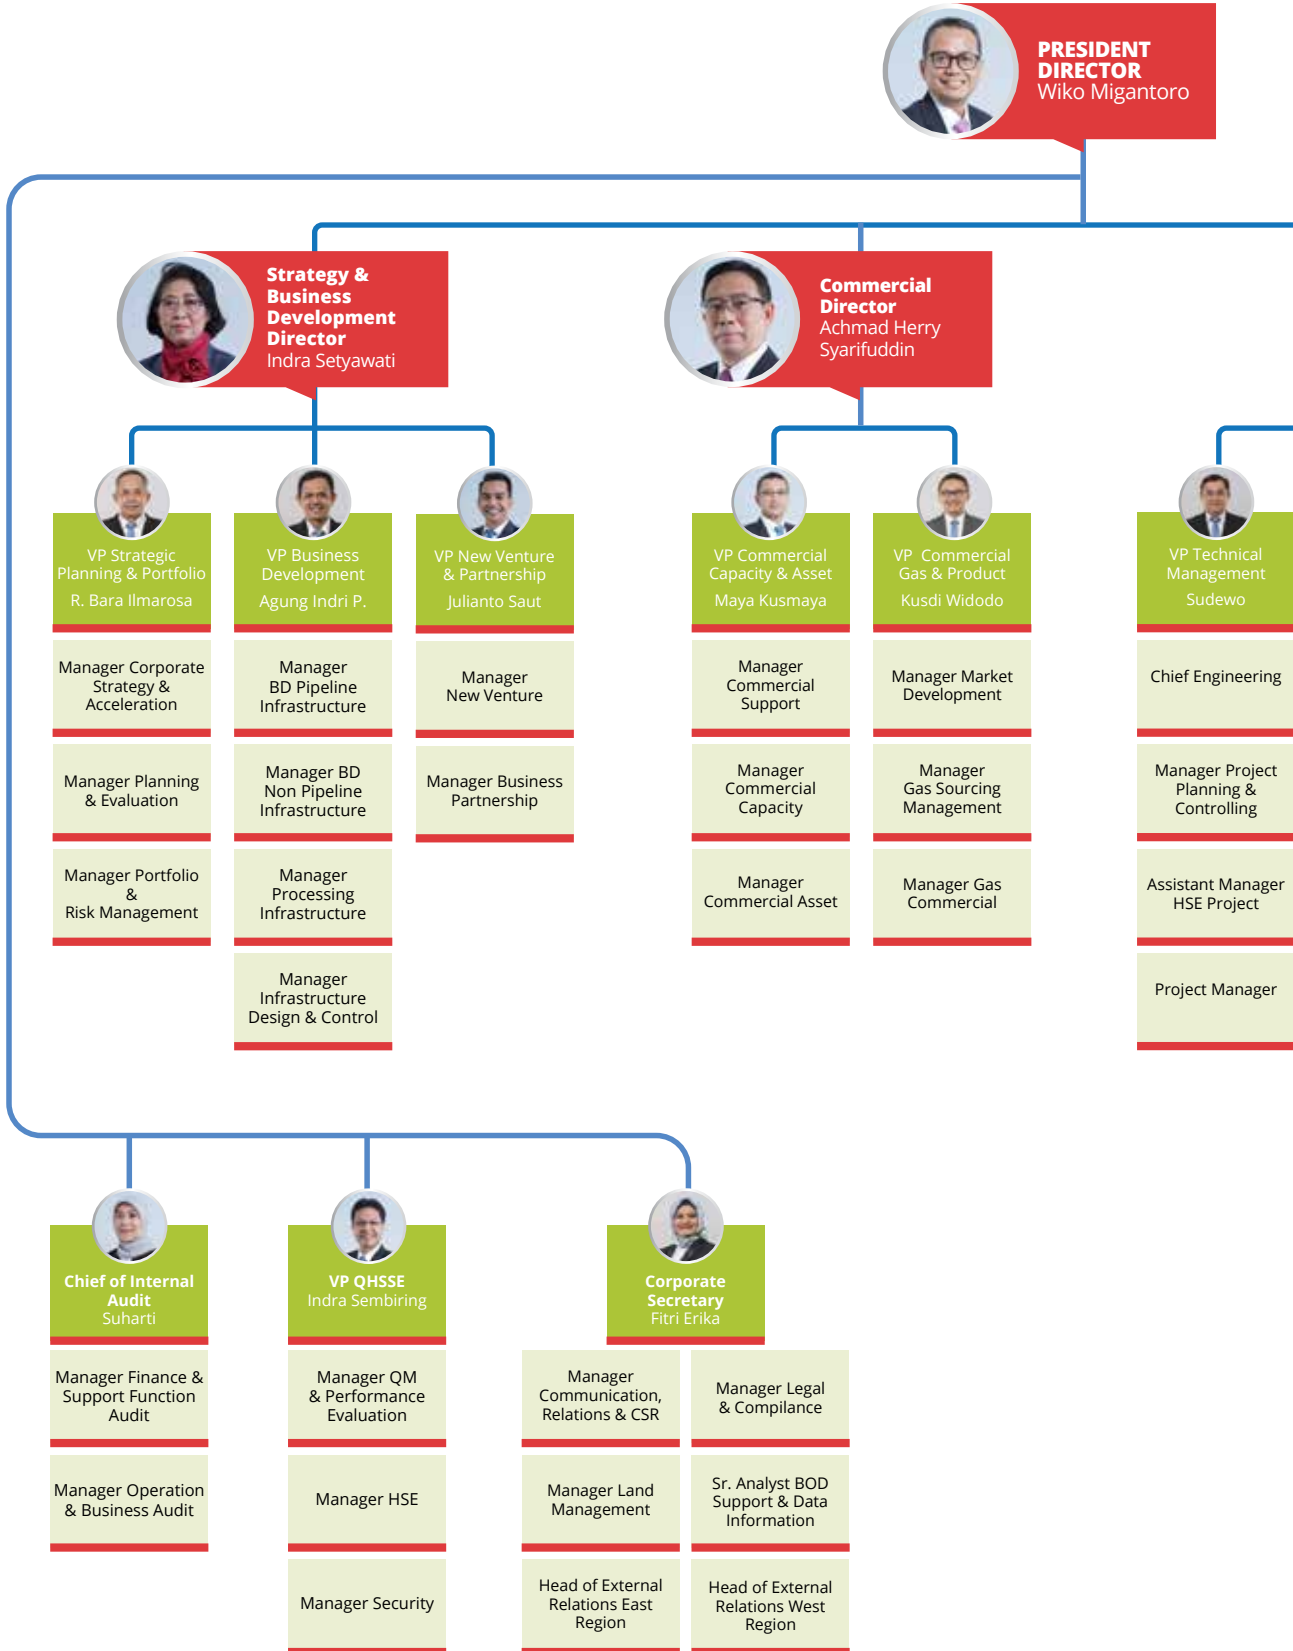 PRESIDENT
DIRECTOR
Wiko Migantoro
Strategy &
Business
Development
Director
Indra Setyawati
Commercial
Director
Achmad Herry
Syarifuddin
VP Strategic
Planning & Portfolio
R. Bara Ilmarosa
VP Business
Development
Agung Indri P.
VP New Venture
& Partnership
Julianto Saut
VP Commercial
Capacity & Asset
Maya Kusmaya
VP Commercial
Gas & Product
Kusdi Widodo
VP Technical
Management
Sudewo
Manager Corporate
Strategy &
Acceleration
Manager
BD Pipeline
Infrastructure
Manager
New Venture
Manager
Commercial
Support
Manager Market
Development
Chief Engineering
Manager Planning
& Evaluation
Manager BD
Non Pipeline
Infrastructure
Manager Business
Partnership
Manager
Commercial
Capacity
Manager
Gas Sourcing
Management
Manager Project
Planning &
Controlling
Manager Portfolio
&
Risk Management
Manager
Processing
Infrastructure
Manager
Commercial Asset
Manager Gas
Commercial
Assistant Manager
HSE Project
Manager
Infrastructure
Design & Control
Project Manager
Chief of Internal
Audit
Suharti
VP QHSSE
Indra Sembiring
Corporate
Secretary
Fitri Erika
Manager Finance &
Support Function
Audit
Manager QM
& Performance
Evaluation
Manager
Communication,
Relations & CSR
Manager Legal
& Compilance
Manager Operation
& Business Audit
Manager HSE
Manager Land
Management
Sr. Analyst BOD
Support & Data
Information
Manager Security
Head of External
Relations East
Region
Head of External
Relations West
Region